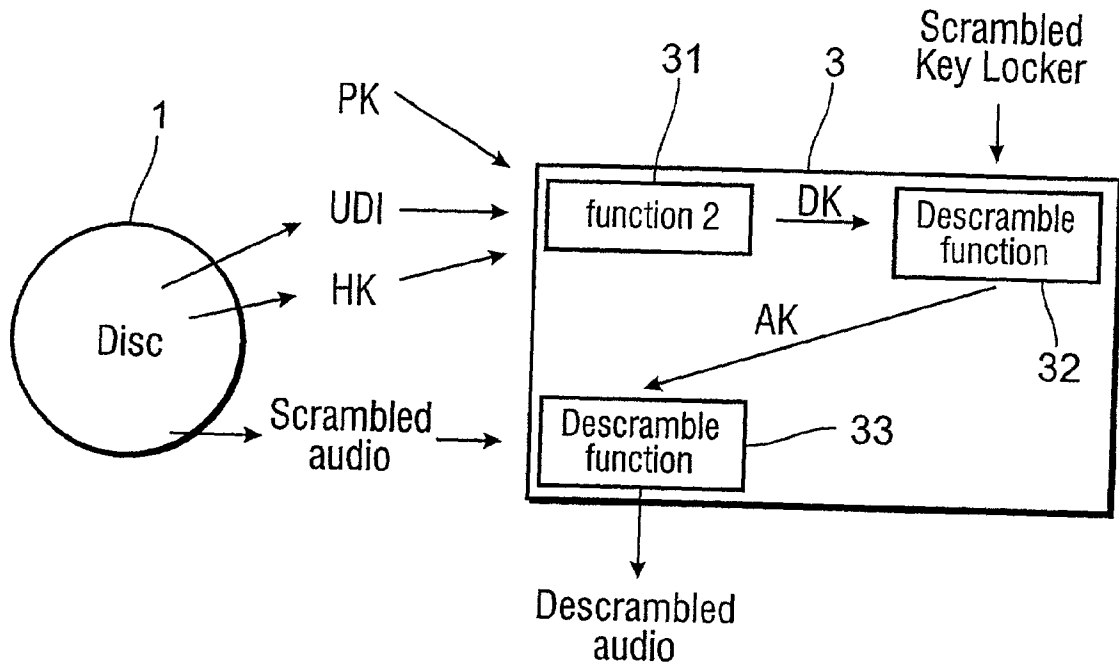 Scrambled
Key Locker
31
3
1
PK
UDI
HK
function 2
DK
Descramble
function
Disc
AK
32
Scrambled
audio
Descramble
function
33
Descrambled
audio